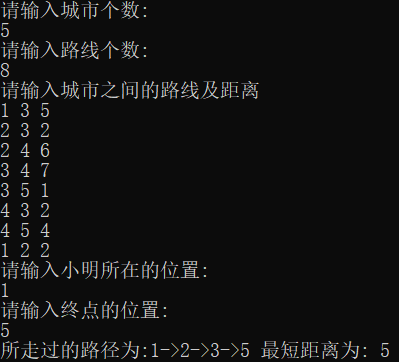 请输入城市个数:
5
请输入路线个数:
8
请输入城市之间的路线及距离
1 3 5
2 3 2
2 4 6
3 4 7
3 5 1
4 3 2
4 5 4
1 2 2
请输入小明所在的位置:
1
请输入终点的位置:
5
所走过的路径为:1->2->3->5 最短距离为: 5